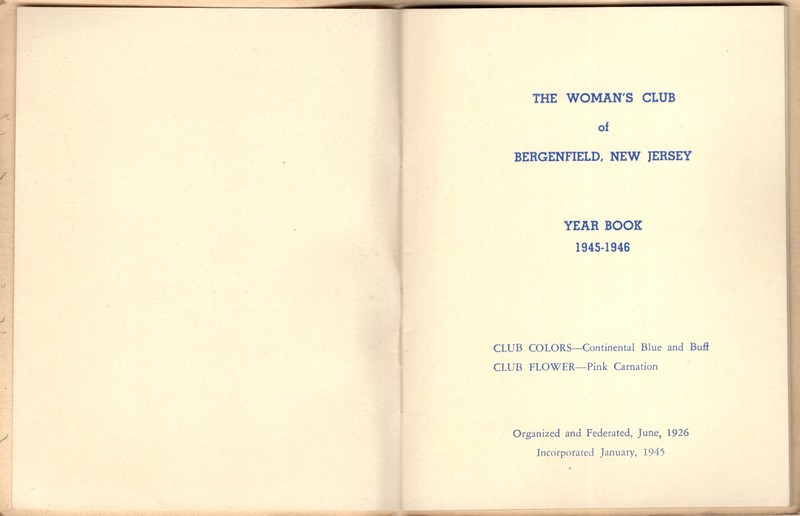 THE WOMAN'S CLUB
of
BERGENFIELD, NEW JERSEY
YEAR BOOK
1945-1946
CLUB COLORS—Continental Blue and Buff
CLUB FLOWER—Pink Carnation
Organized and Federated, June, 1926
Incorporated January, 1945